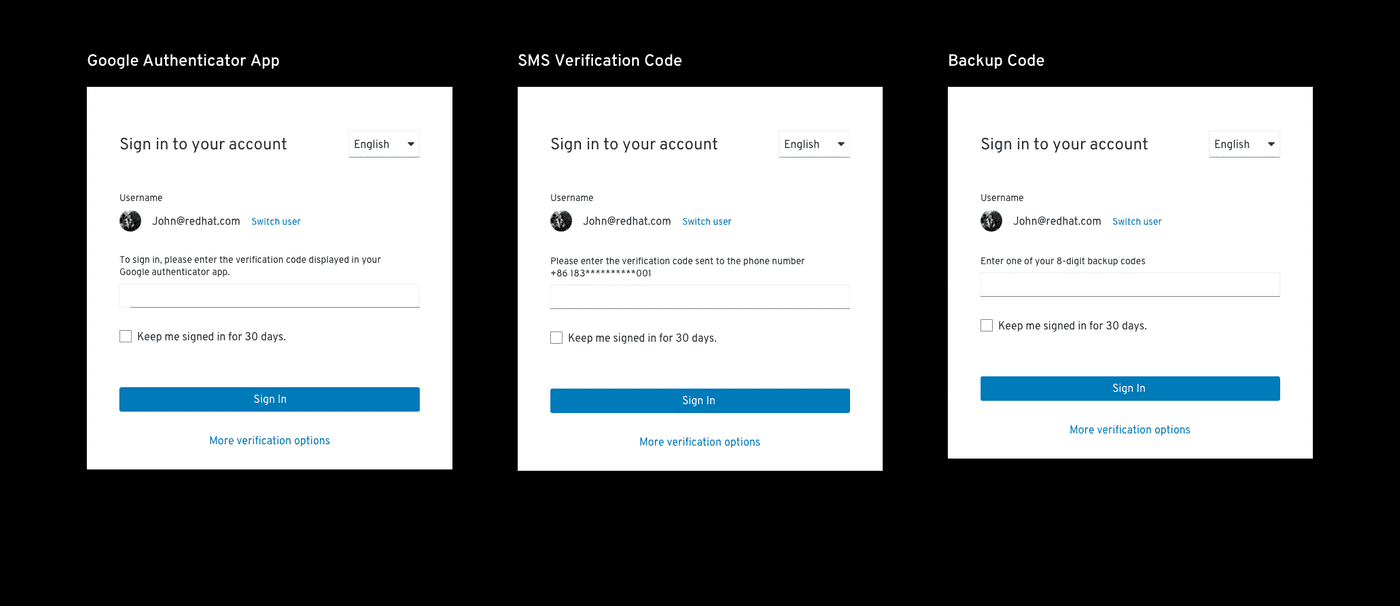 Google Authenticator App
Sign in to your account
English
Username
John@redhat.com Switch user
To sign in, please enter the verification code displayed in your
Google authenticator app.
Keep me signed in for 30 days.
Sign In
More verification options
SMS Verification Code
Sign in to your account
English
Username
John@redhat.com Switch user
Please enter the verification code sent to the phone number
+86 183**********001
Keep me signed in for 30 days.
Sign In
More verification options
Backup Code
Sign in to your account
English
Username
John@redhat.com Switch user
Enter one of your 8-digit backup codes
Keep me signed in for 30 days.
Sign In
More verification options